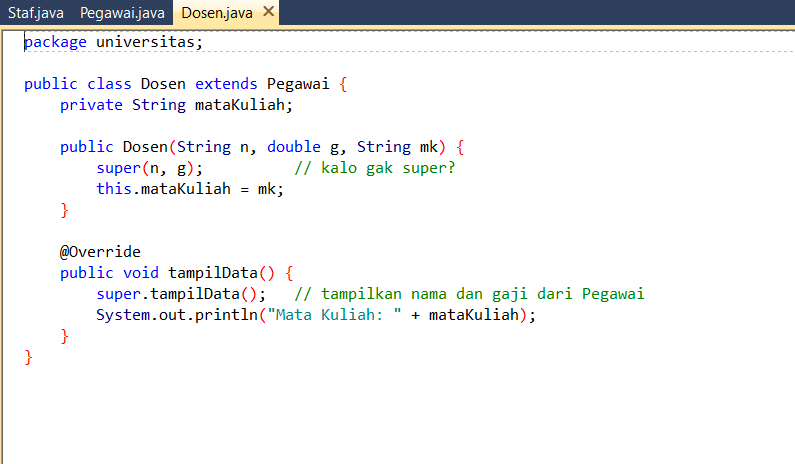 Staf.java Pegawai.java Dosen.java ✕
package universitas;
public class Dosen extends Pegawai {
    private String mataKuliah;
    public Dosen(String n, double g, String mk) {
        super(n, g);          // kalo gak super?
        this.mataKuliah = mk;
    }
    @Override
    public void tampilData() {
        super.tampilData();   // tampilkan nama dan gaji dari Pegawai
        System.out.println("Mata Kuliah: " + mataKuliah);
    }
}